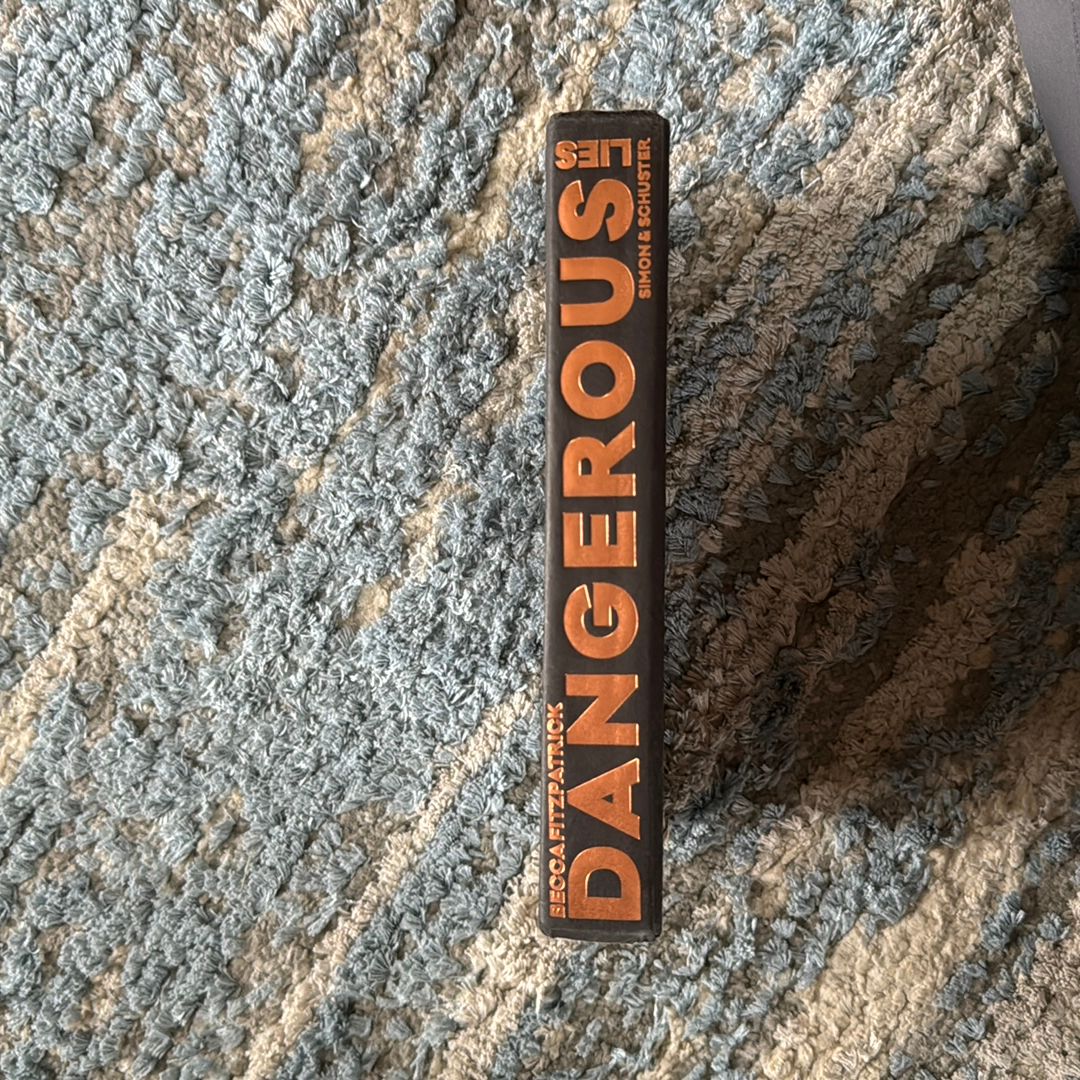 BECCA FITZPATRICK
DANGEROUS
LIES
SIMON & SCHUSTER